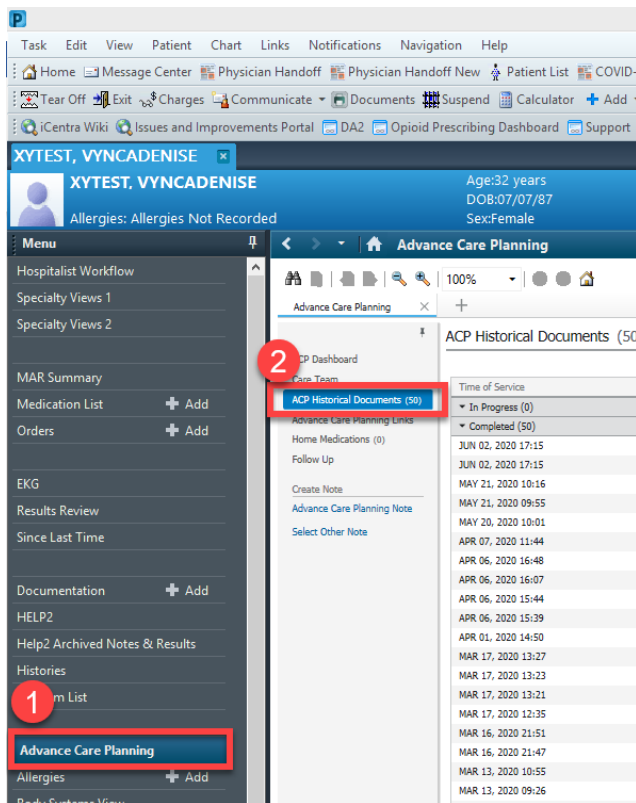 P
Task Edit View Patient Chart Links Notifications Navigation Help
Home Message Center Physician Handoff Physician Handoff New Patient List COVID-
Tear Off Exit Charges Communicate Documents Suspend Calculator Add
iCentra Wiki Issues and Improvements Portal DA2 Opioid Prescribing Dashboard Support
XYTEST, VYNCADENISE
XYTEST, VYNCADENISE
Age:32 years
DOB:07/07/87
Allergies: Allergies Not Recorded
Sex:Female
Menu
Hospitalist Workflow
Specialty Views 1
Specialty Views 2
MAR Summary
Medication List Add
Orders Add
EKG
Results Review
Since Last Time
Documentation Add
HELP2
Help2 Archived Notes & Results
Histories
1
m List
Advance Care Planning
Allergies Add
Body Systems View
Advance Care Planning
100%
Advance Care Planning
2
CP Dashboard
Care Team
ACP Historical Documents (50)
Advance Care Planning Links
Home Medications (0)
Follow Up
Create Note
Advance Care Planning Note
Select Other Note
ACP Historical Documents (50
Time of Service
In Progress (0)
Completed (50)
JUN 02, 2020 17:15
JUN 02, 2020 17:15
MAY 21, 2020 10:16
MAY 21, 2020 09:55
MAY 20, 2020 10:01
APR 07, 2020 11:44
APR 06, 2020 16:48
APR 06, 2020 16:07
APR 06, 2020 15:44
APR 06, 2020 15:39
APR 01, 2020 14:50
MAR 17, 2020 13:27
MAR 17, 2020 13:23
MAR 17, 2020 13:21
MAR 17, 2020 12:35
MAR 16, 2020 21:51
MAR 16, 2020 21:47
MAR 13, 2020 10:55
MAR 13, 2020 09:26